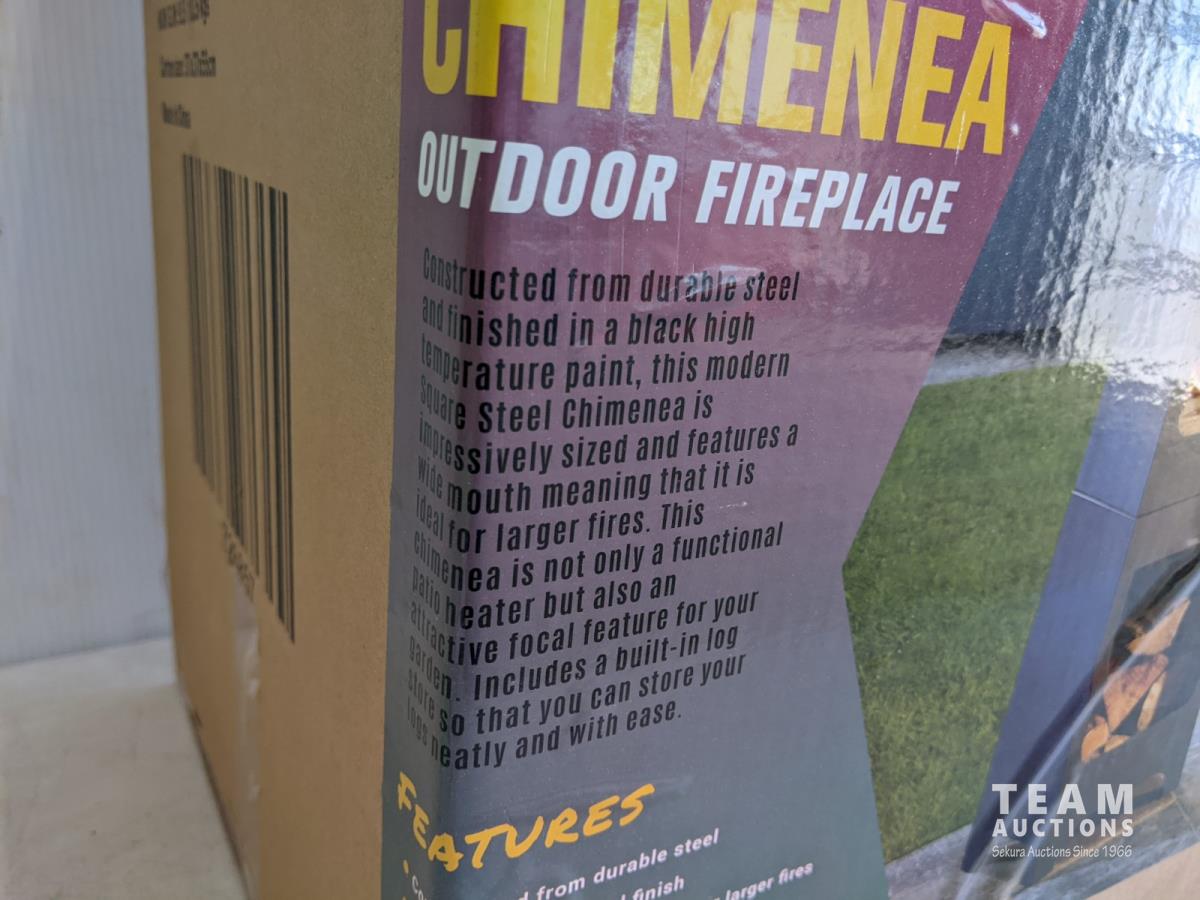 CHIMENEA
OUTDOOR FIREPLACE
Constructed from durable steel
and finished in a black high
temperature paint, this modern
Square Steel Chimenea is
impressively sized and features a
wide mouth meaning that it is
ideal for larger fires. This
chimenea is not only a functional
patio heater but also an
attractive focal feature for your
garden. Includes a built-in log
store so that you can store your
logs neatly and with ease.
FEATURES
from durable steel
finish
larger fires
Made in China
TEAM
AUCTIONS
Sekura Auctions Since 1966